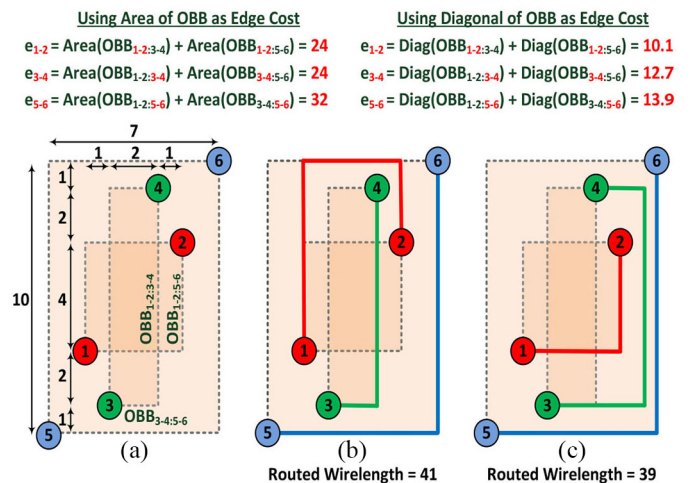 Using Area of OBB as Edge Cost
e1-2 = Area(OBB1-2:3-4) + Area(OBB1-2:5-6) = 24
e3-4 = Area(OBB1-2:3-4) + Area(OBB3-4:5-6) = 24
e5-6 = Area(OBB1-2:5-6) + Area(OBB3-4:5-6) = 32
Using Diagonal of OBB as Edge Cost
e1-2 = Diag(OBB1-2:3-4) + Diag(OBB1-2:5-6) = 10.1
e3-4 = Diag(OBB1-2:3-4) + Diag(OBB3-4:5-6) = 12.7
e5-6 = Diag(OBB1-2:5-6) + Diag(OBB3-4:5-6) = 13.9
7
6
1 2 1
1
4
2
2
10
4
OBB1-2:3-4
OBB1-2:5-6
1
2
3
OBB3-4:5-6
1
5
(a)
6
4
2
1
3
5
(b)
Routed Wirelength = 41
6
4
2
1
3
5
(c)
Routed Wirelength = 39